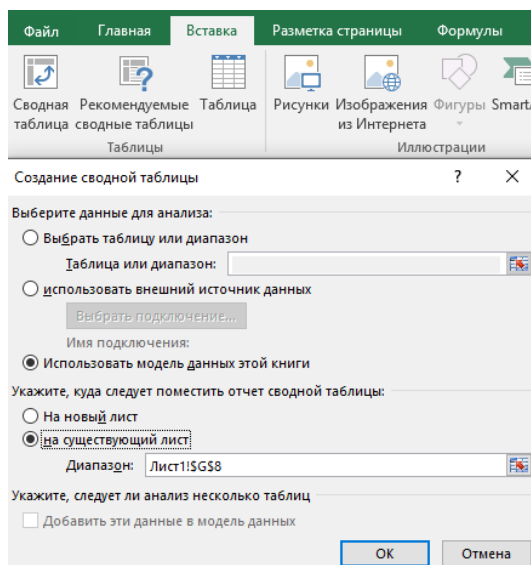 Файл Главная Вставка Разметка страницы Формулы
Сводная Рекомендуемые Таблица Рисунки Изображения Фигуры
таблица сводные таблицы из Интернета
Таблицы Иллюстрации
Создание сводной таблицы ? ×
Выберите данные для анализа:
Выбрать таблицу или диапазон
Таблица или диапазон:
использовать внешний источник данных
Выбрать подключение...
Имя подключения:
Использовать модель данных этой книги
Укажите, куда следует поместить отчет сводной таблицы:
На новый лист
на существующий лист
Диапазон: Лист1!$G$8
Укажите, следует ли анализ несколько таблиц
Добавить эти данные в модель данных
ОК Отмена